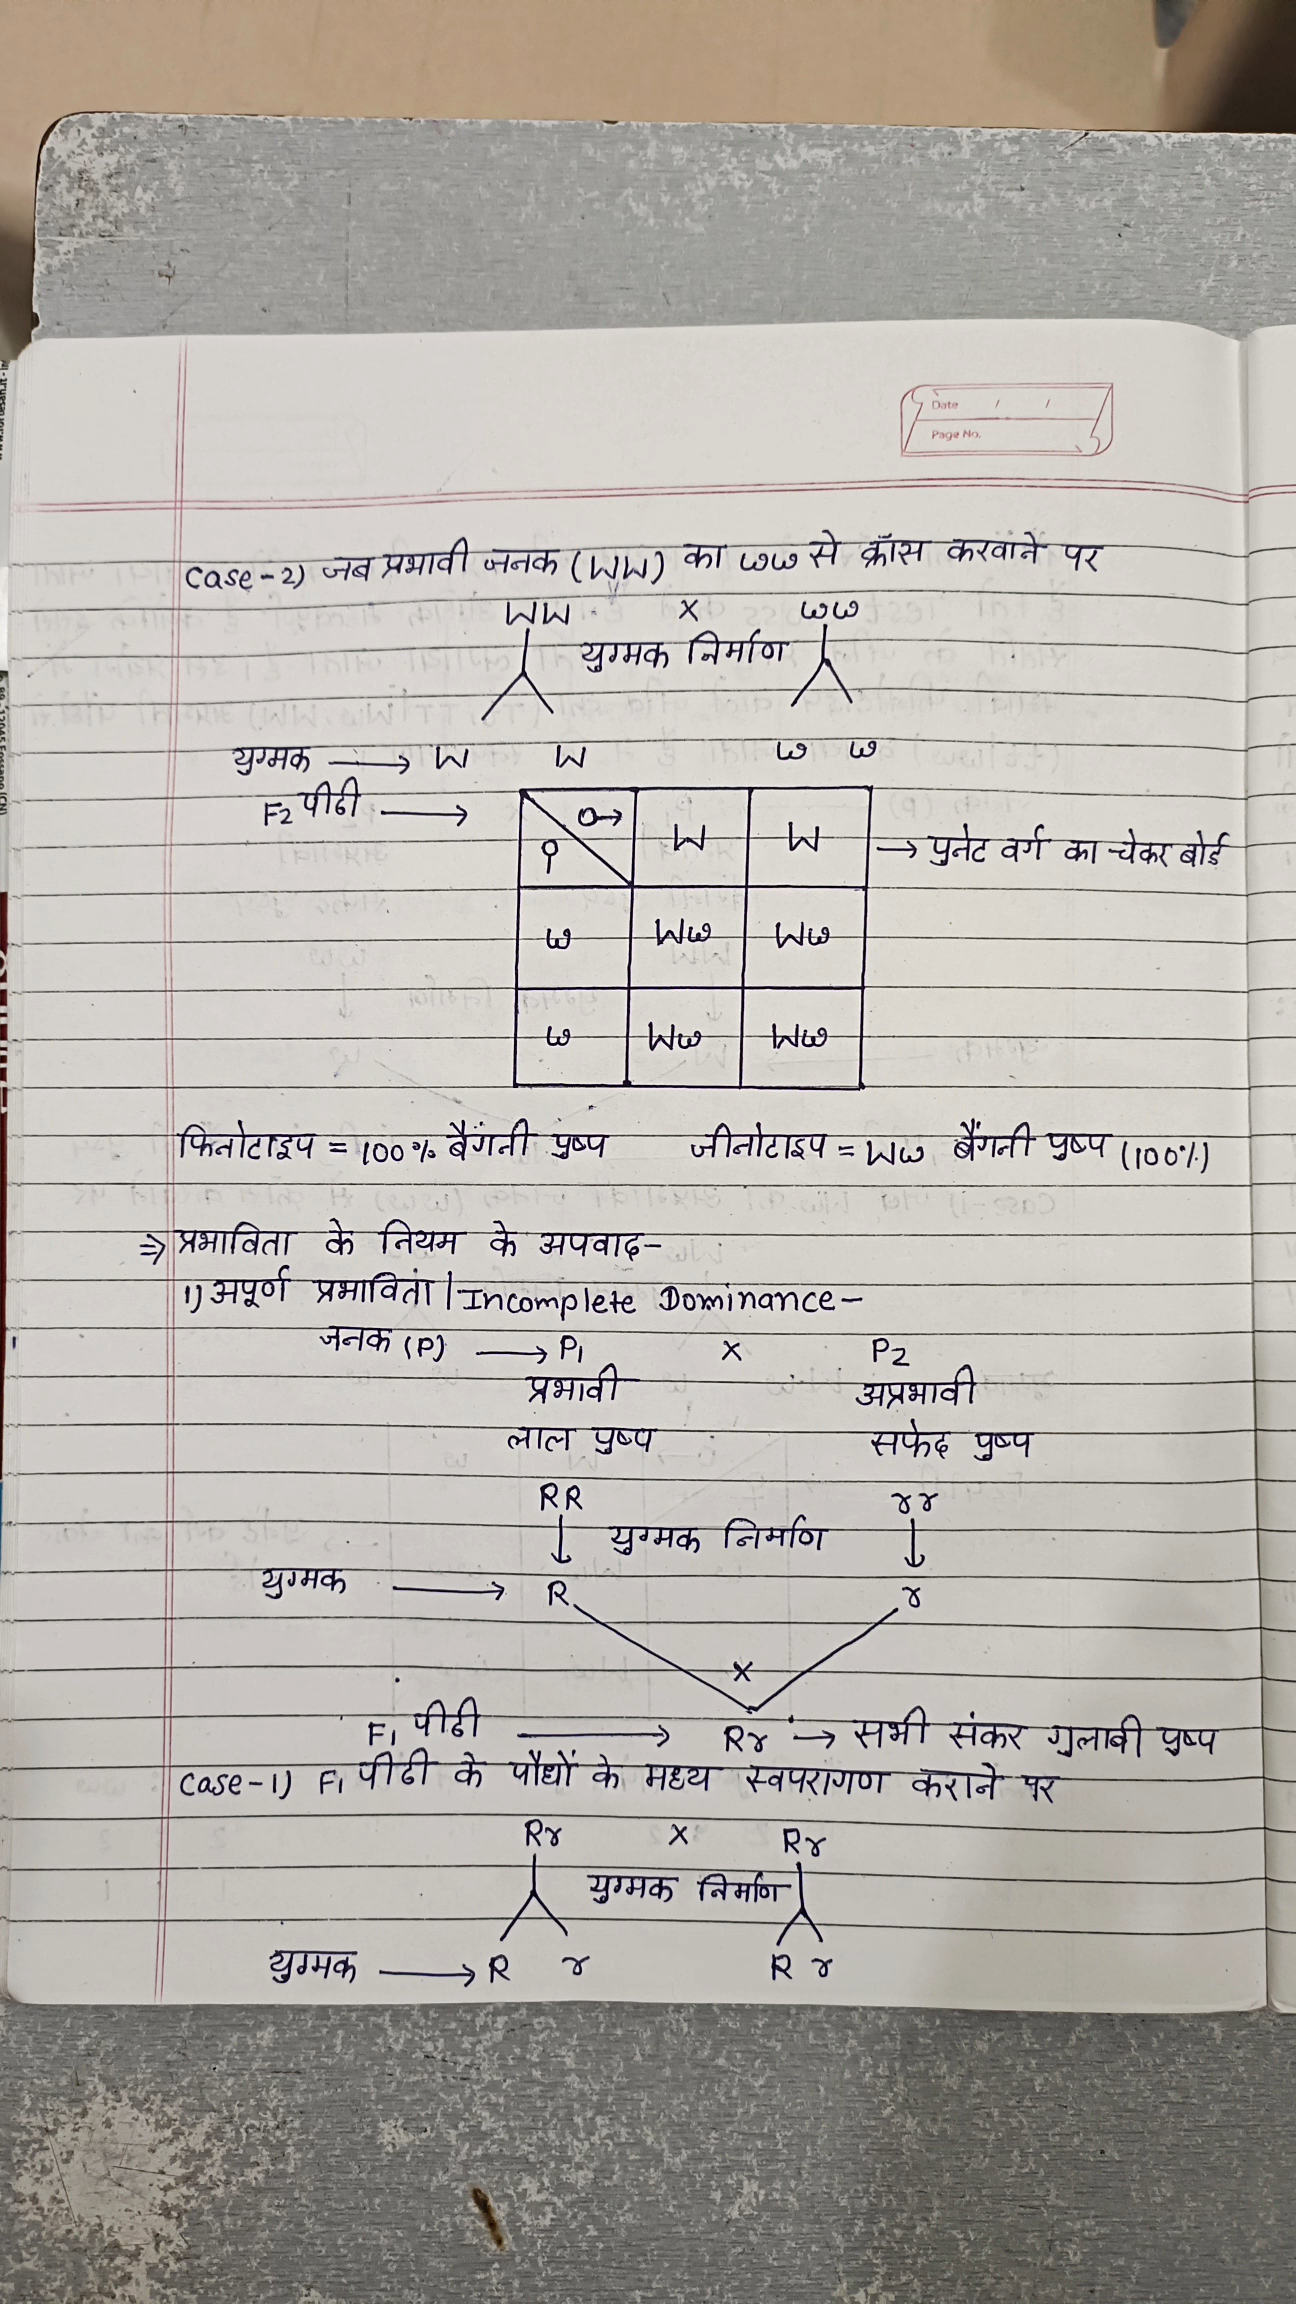 Date / /
Page No.
Case-2) जब प्रभावी जनक (WW) का ww से क्रॉस करवाने पर
WW x ww
युग्मक निर्माण
युग्मक → W W w w
F2 पीढी →
♂ ♀ W W → पुनेट वर्ग का चेकर बोर्ड
w Ww Ww
w Ww Ww
फिनोटाइप = 100% बैंगनी पुष्प जीनोटाइप = Ww बैंगनी पुष्प (100%)
⇒ प्रभाविता के नियम के अपवाद-
1) अपूर्ण प्रभाविता | Incomplete Dominance-
जनक (P) → P1 x P2
प्रभावी अप्रभावी
लाल पुष्प सफेद पुष्प
RR rr
↓ युग्मक निर्माण ↓
युग्मक → R r
x
F1 पीढी → Rr → सभी संकर गुलाबी पुष्प
Case-1) F1 पीढी के पौधों के मध्य स्वपरागण कराने पर
Rr x Rr
युग्मक निर्माण
युग्मक → R r R r